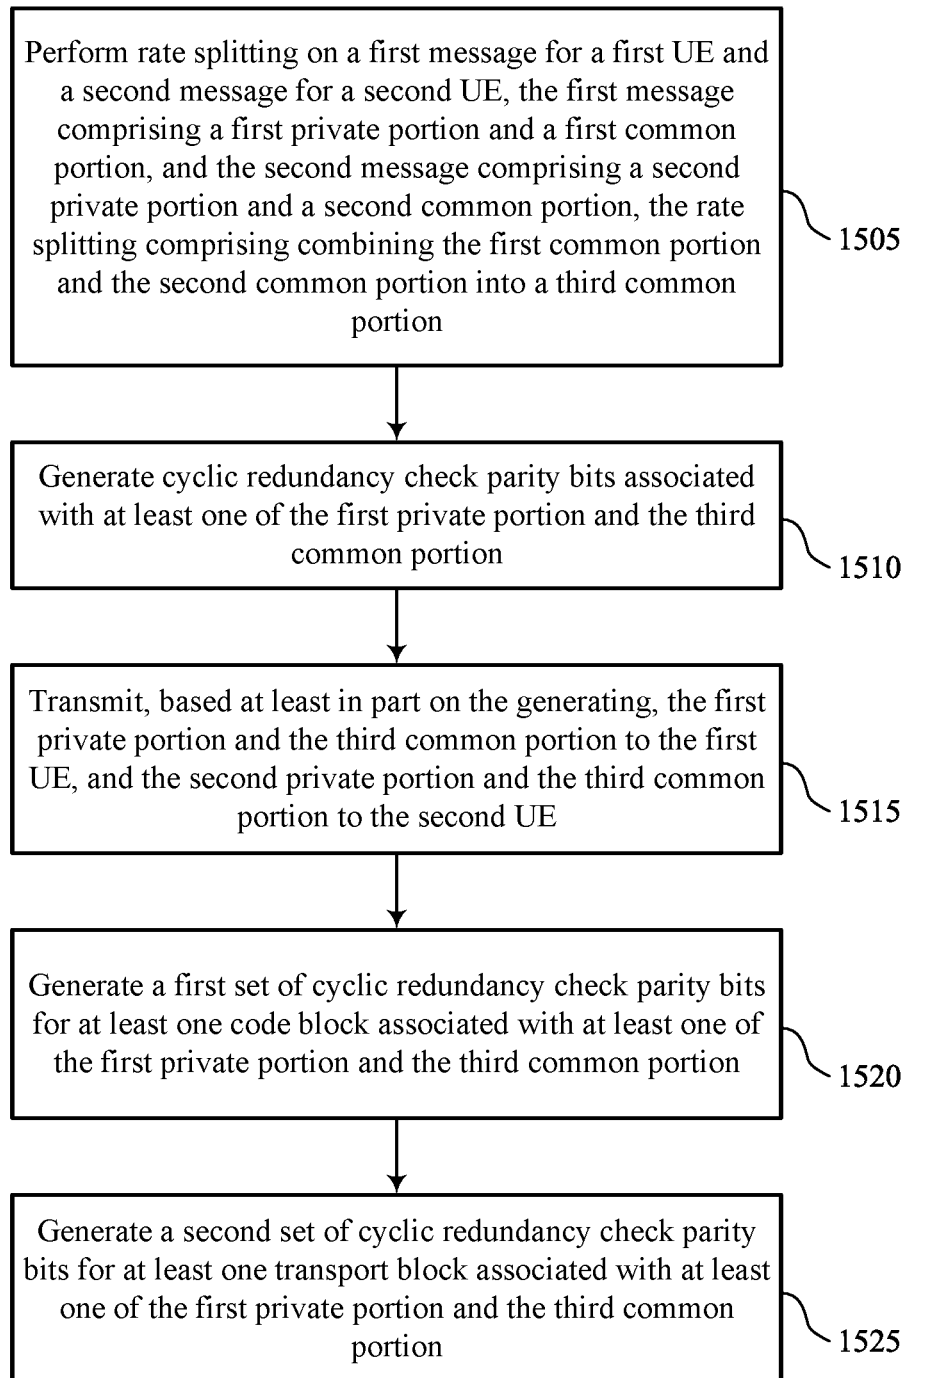 Perform rate splitting on a first message for a first UE and
a second message for a second UE, the first message
comprising a first private portion and a first common
portion, and the second message comprising a second
private portion and a second common portion, the rate
splitting comprising combining the first common portion
and the second common portion into a third common
portion
1505
Generate cyclic redundancy check parity bits associated
with at least one of the first private portion and the third
common portion
1510
Transmit, based at least in part on the generating, the first
private portion and the third common portion to the first
UE, and the second private portion and the third common
portion to the second UE
1515
Generate a first set of cyclic redundancy check parity bits
for at least one code block associated with at least one of
the first private portion and the third common portion
1520
Generate a second set of cyclic redundancy check parity
bits for at least one transport block associated with at least
one of the first private portion and the third common
portion
1525